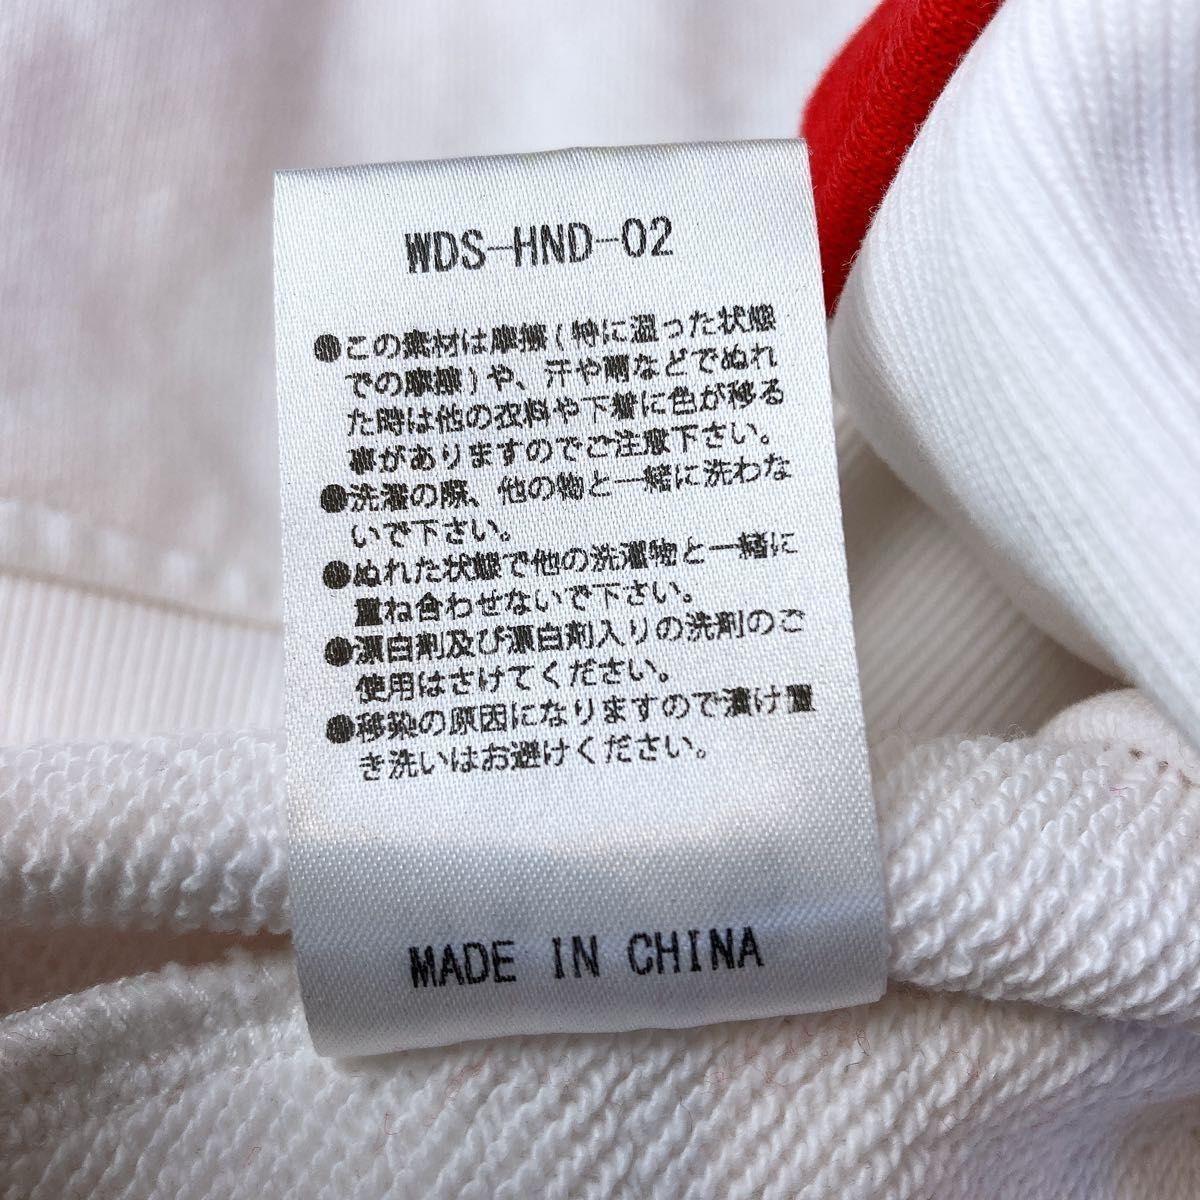 WDS-HND-02
●この素材は摩擦(特に湿った状態
での摩擦)や、汗や雨などでぬれ
た時は他の衣料や下着に色が移る
事がありますのでご注意下さい。
●洗濯の際、他の物と一緒に洗わな
いで下さい。
●ぬれた状態で他の洗濯物と一緒に
重ね合わせないで下さい。
●漂白剤及び漂白剤入りの洗剤のご
使用はさけてください。
●移染の原因になりますので漬け置
き洗いはお避けください。
MADE IN CHINA